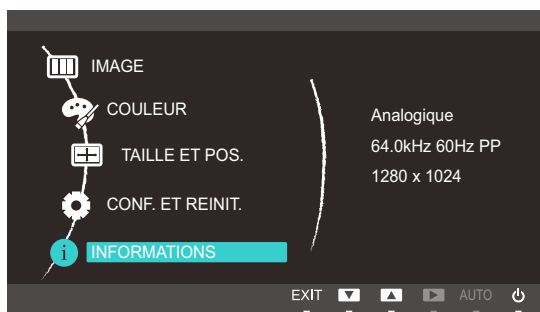 IMAGE
COULEUR
TAILLE ET POS.
CONF. ET REINIT.
i INFORMATIONS
Analogique
64.0kHz 60Hz PP
1280 x 1024
EXIT AUTO